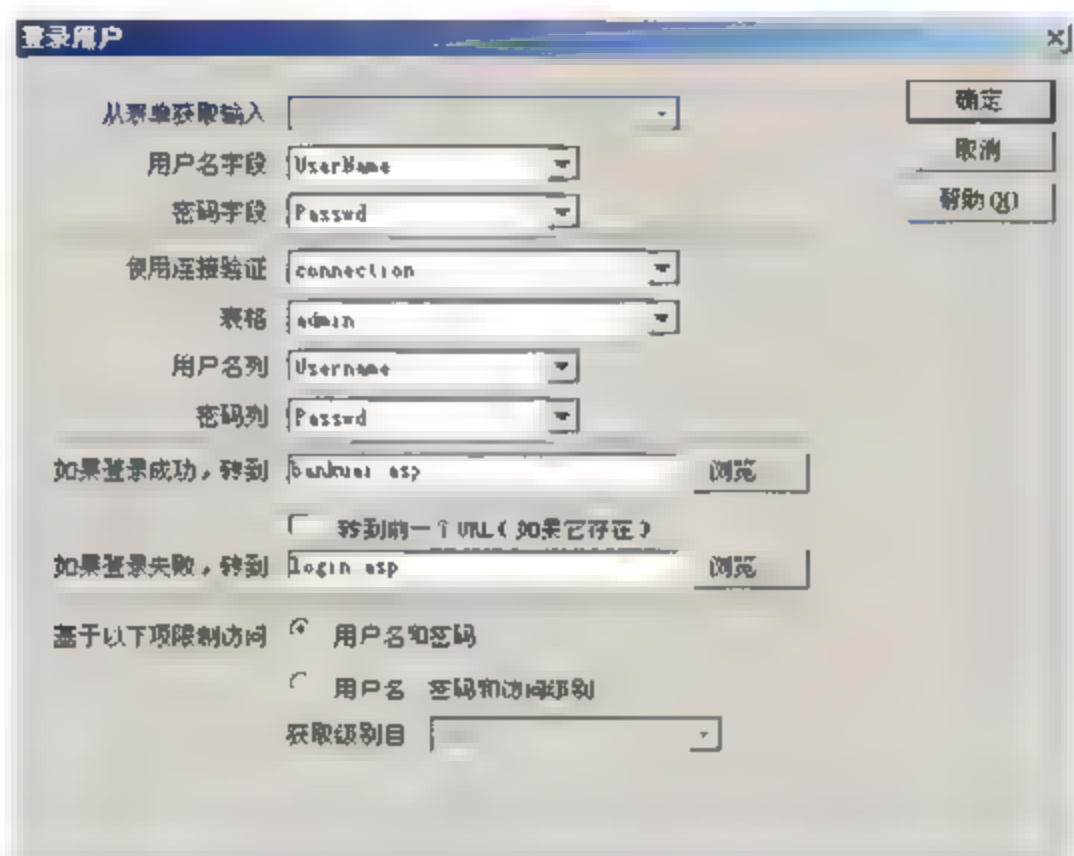 登录用户
从表单获取输入
确定
用户名字段 UserName
取消
密码字段 Passwd
帮助(H)
使用连接验证 connection
表格 admin
用户名列 Username
密码列 Passwd
如果登录成功，转到 .asp 浏览
转到前一个URL(如果它存在)
如果登录失败，转到 login.asp 浏览
基于以下项限制访问 用户名和密码
用户名 密码和访问级别
获取级别自